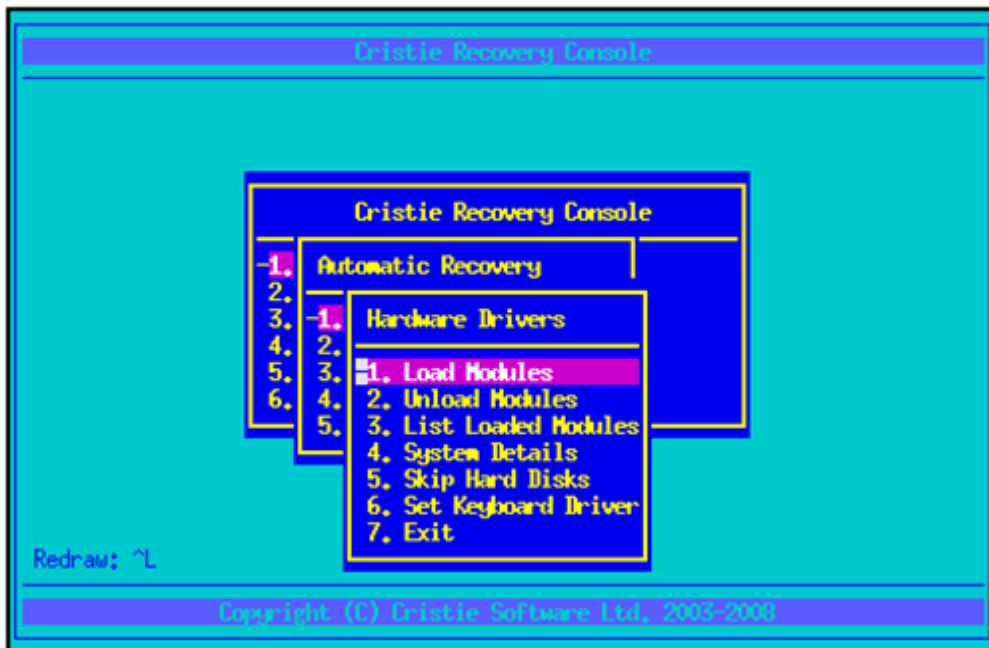 Cristie Recovery Console
Cristie Recovery Console
1.
2.
3.
4.
5.
6.
Automatic Recovery
1.
2.
3.
4.
5.
Hardware Drivers
1. Load Modules
2. Unload Modules
3. List Loaded Modules
4. System Details
5. Skip Hard Disks
6. Set Keyboard Driver
7. Exit
Redraw: ^L
Copyright (C) Cristie Software Ltd. 2003-2008